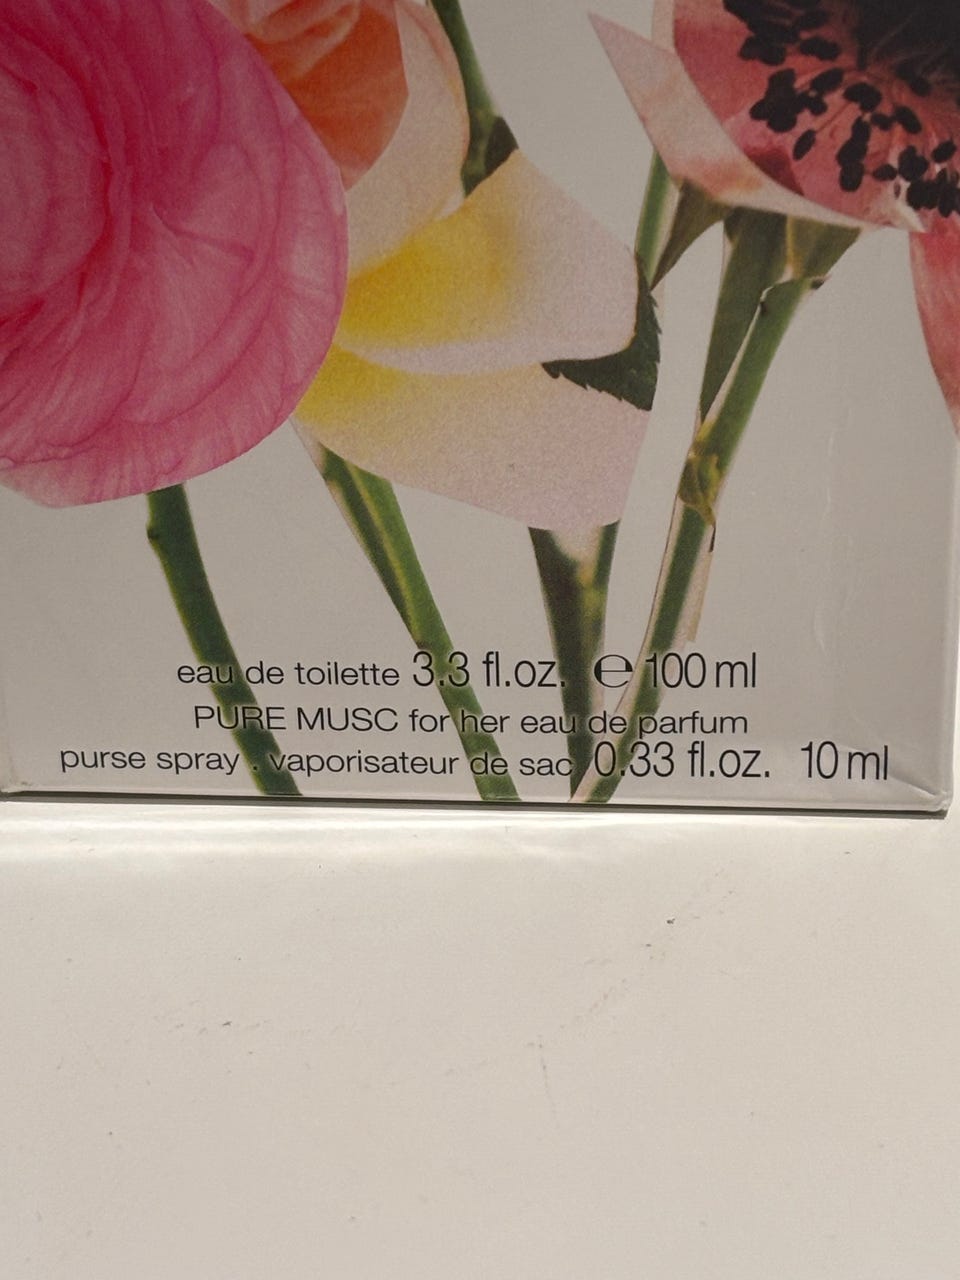 eau de toilette 3.3 fl.oz. ℮ 100 ml
PURE MUSC for her eau de parfum
purse spray . vaporisateur de sac 0.33 fl.oz. 10 ml